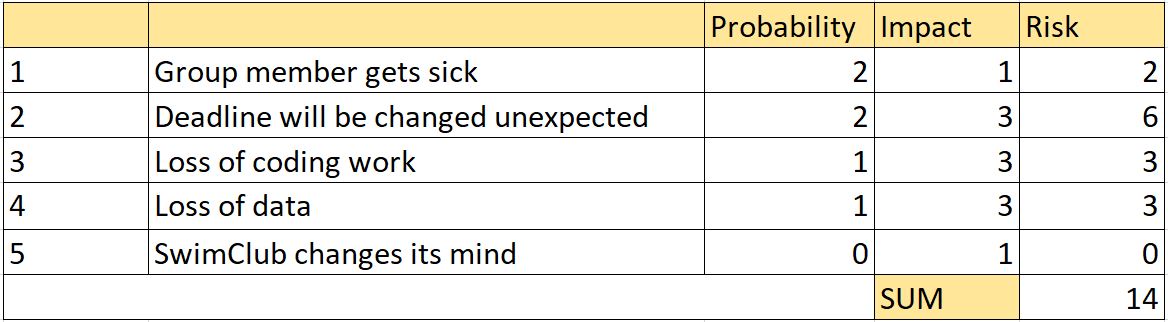 Probability Impact Risk
1 Group member gets sick 2 1 2
2 Deadline will be changed unexpected 2 3 6
3 Loss of coding work 1 3 3
4 Loss of data 1 3 3
5 SwimClub changes its mind 0 1 0
SUM 14